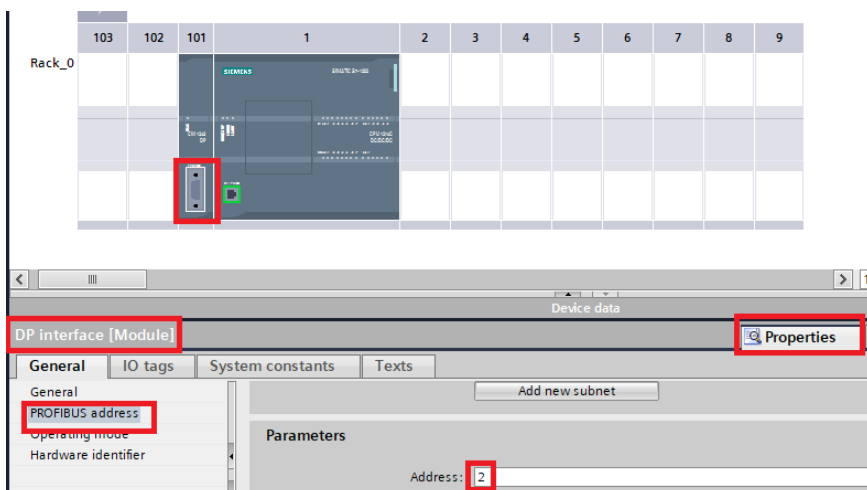 103 102 101 1 2 3 4 5 6 7 8 9
Rack_0
SIEMENS
DP
Device data
DP interface [Module]
Properties
General IO tags System constants Texts
General
Add new subnet
PROFIBUS address
Operating mode
Parameters
Hardware identifier
Address: 2